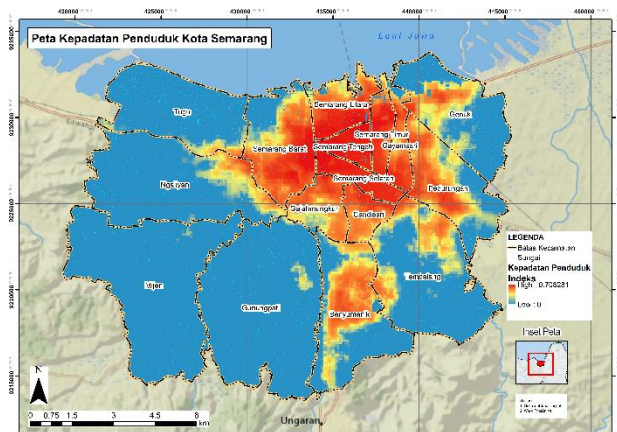 420000
425000
430000
435000
440000
445000
450000
Peta Kepadatan Penduduk Kota Semarang
Laut Jawa
Tugu
Semarang Utara
Genuk
Semarang Timur
Semarang Barat
Semarang Tengah
Gayamsari
Ngaliyan
Semarang Selatan
Pedurungan
Gajahmungkur
Candisari
Mijen
Gunungpati
Tembalang
Banyumanik
LEGENDA
Batas Kecamatan
Sungai
Kepadatan Penduduk
Indeks
High : 0.708231
Low : 0
Inset Peta
N
0 0.75 1.5 3 4.5 6
km
Ungaran